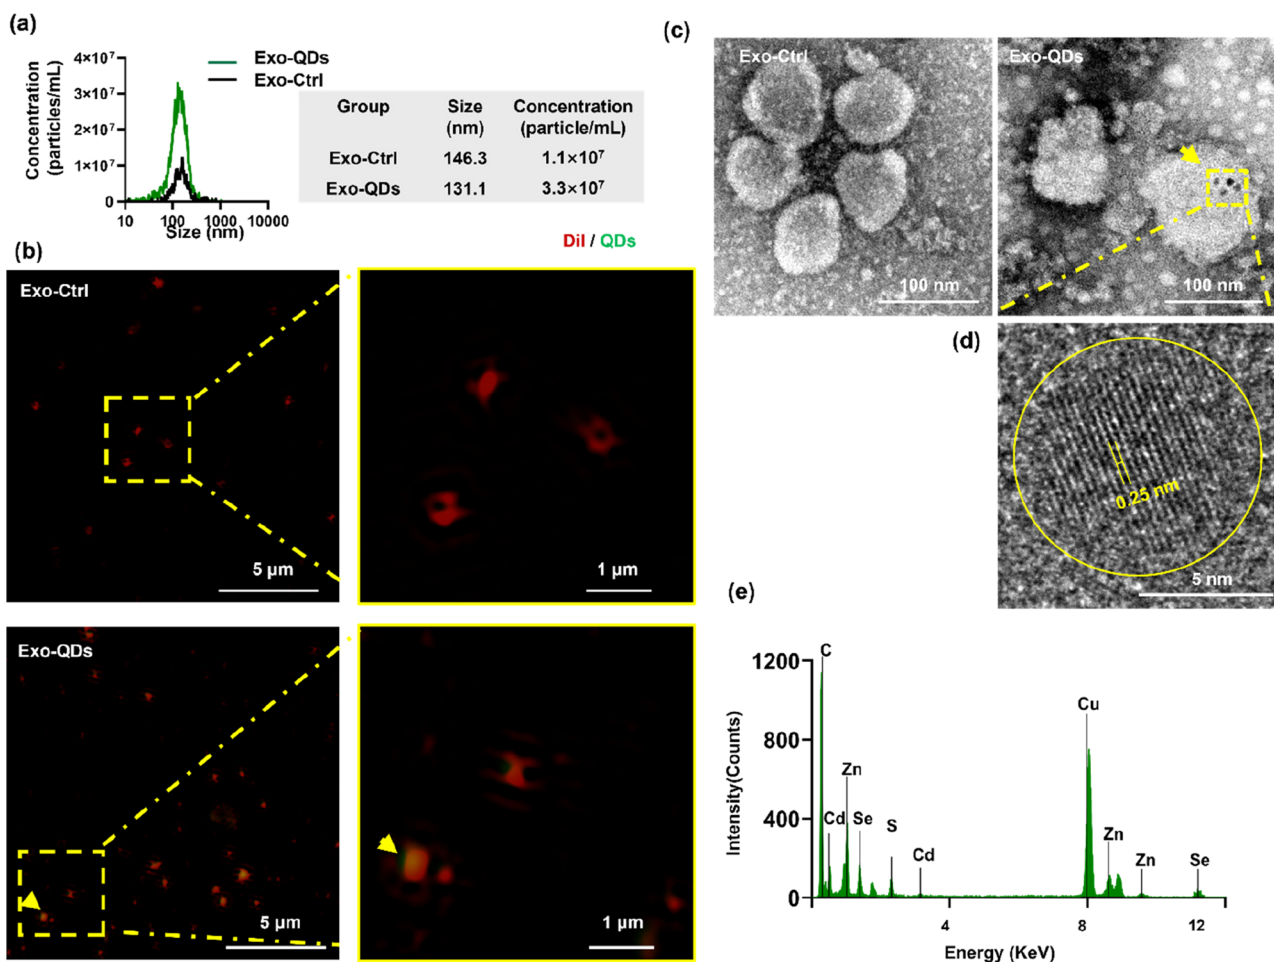 (a)
Exo-QDs
Exo-Ctrl
Concentration
(particles/mL)
4×10⁷
3×10⁷
2×10⁷
1×10⁷
0
10 100 1000 10000
Size (nm)
Group Size (nm) Concentration (particle/mL)
Exo-Ctrl 146.3 1.1×10⁷
Exo-QDs 131.1 3.3×10⁷
DiI / QDs
(b)
Exo-Ctrl
5 µm
1 µm
Exo-QDs
5 µm
1 µm
(c)
Exo-Ctrl
100 nm
Exo-QDs
100 nm
(d)
0.25 nm
5 nm
(e)
Intensity(Counts)
1200
800
400
0
C
Cd
Zn
Se
S
Cd
Cu
Zn
Zn
Se
4 8 12
Energy (KeV)